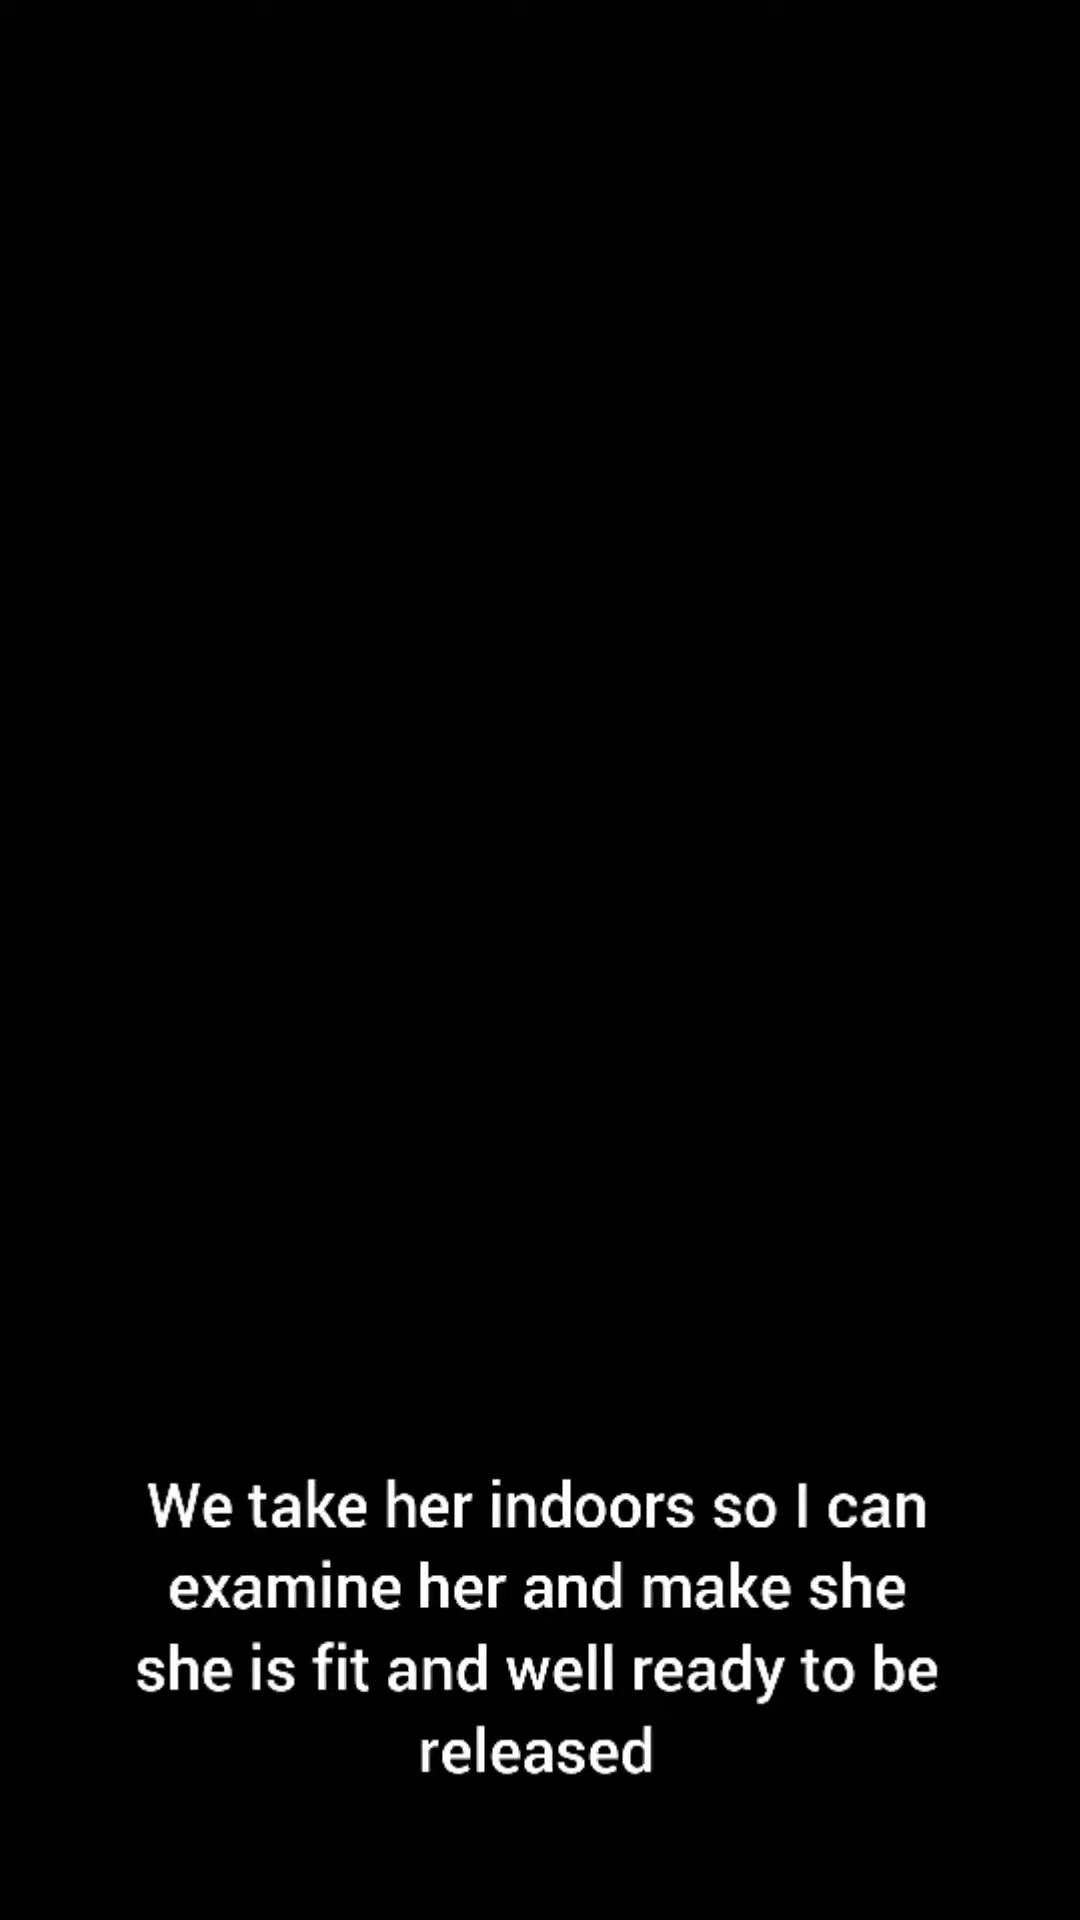 We take her indoors so I can
examine her and make she
she is fit and well ready to be
released